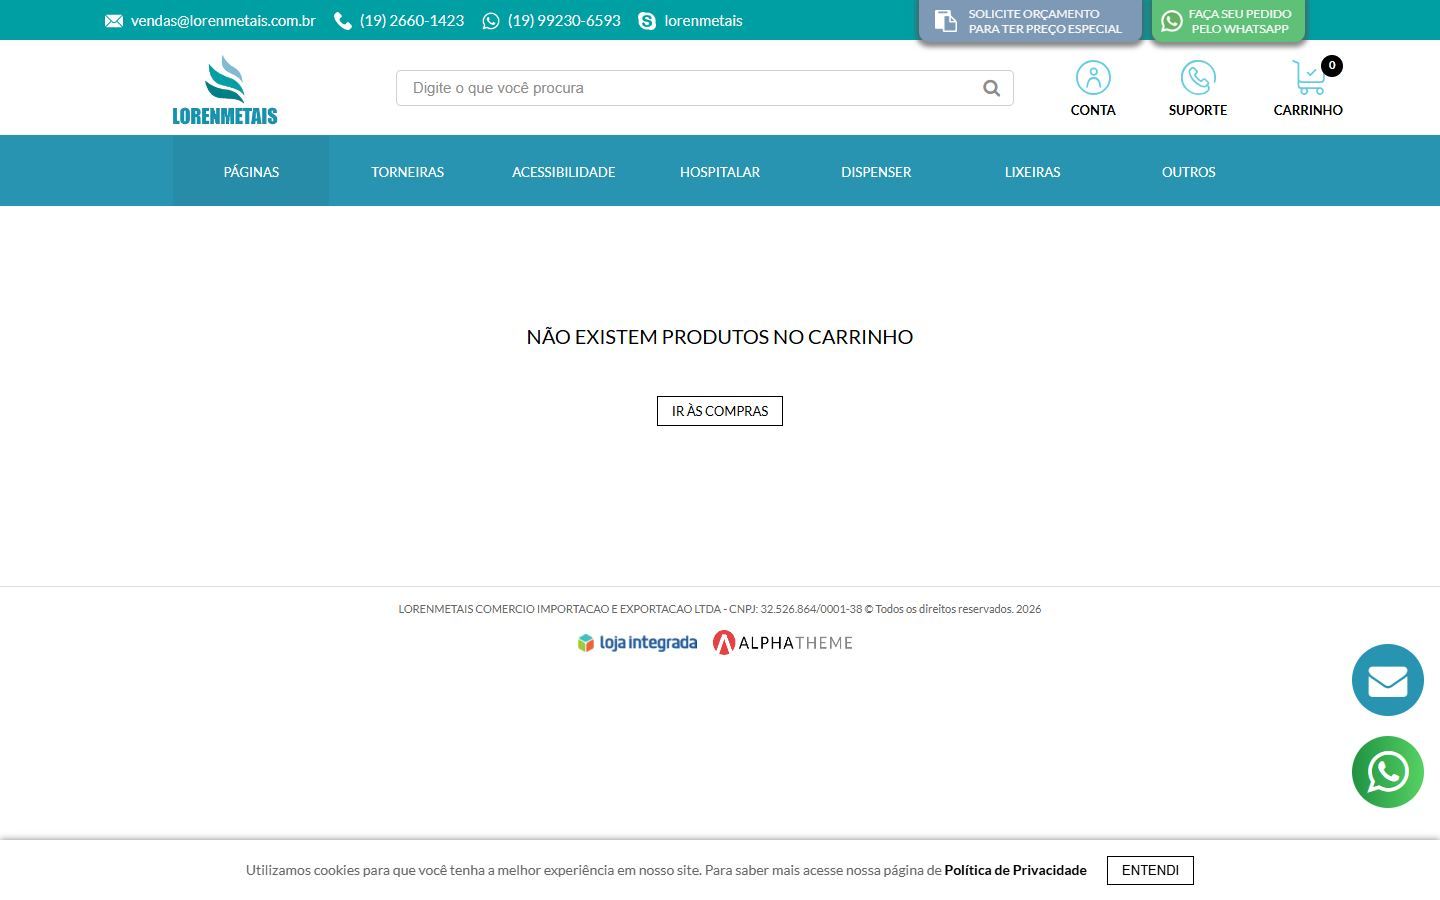 vendas@lorenmetais.com.br (19) 2660-1423 (19) 99230-6593 lorenmetais
SOLICITE ORÇAMENTO
PARA TER PREÇO ESPECIAL
FAÇA SEU PEDIDO
PELO WHATSAPP
LORENMETAIS
Digite o que você procura
0
CONTA SUPORTE CARRINHO
PÁGINAS TORNEIRAS ACESSIBILIDADE HOSPITALAR DISPENSER LIXEIRAS OUTROS
NÃO EXISTEM PRODUTOS NO CARRINHO
IR ÀS COMPRAS
LORENMETAIS COMERCIO IMPORTACAO E EXPORTACAO LTDA - CNPJ: 32.526.864/0001-38 © Todos os direitos reservados. 2026
loja integrada ALPHATHEME
Utilizamos cookies para que você tenha a melhor experiência em nosso site. Para saber mais acesse nossa página de Política de Privacidade ENTENDI